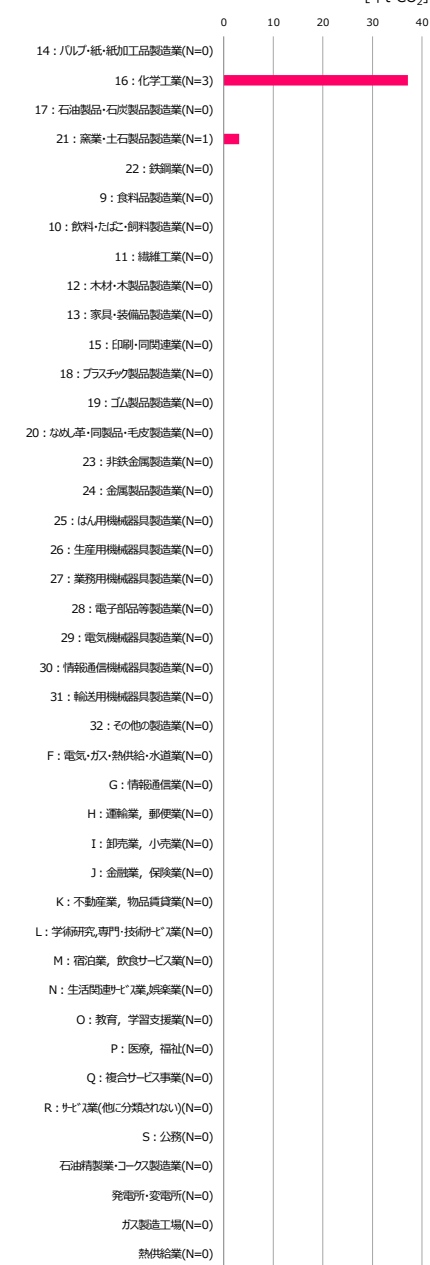 [千t-CO2]
0 10 20 30 40
14：パルプ・紙・紙加工品製造業(N=0)
16：化学工業(N=3)
17：石油製品・石炭製品製造業(N=0)
21：窯業・土石製品製造業(N=1)
22：鉄鋼業(N=0)
9：食料品製造業(N=0)
10：飲料・たばこ・飼料製造業(N=0)
11：繊維工業(N=0)
12：木材・木製品製造業(N=0)
13：家具・装備品製造業(N=0)
15：印刷・同関連業(N=0)
18：プラスチック製品製造業(N=0)
19：ゴム製品製造業(N=0)
20：なめし革・同製品・毛皮製造業(N=0)
23：非鉄金属製造業(N=0)
24：金属製品製造業(N=0)
25：はん用機械器具製造業(N=0)
26：生産用機械器具製造業(N=0)
27：業務用機械器具製造業(N=0)
28：電子部品等製造業(N=0)
29：電気機械器具製造業(N=0)
30：情報通信機械器具製造業(N=0)
31：輸送用機械器具製造業(N=0)
32：その他の製造業(N=0)
F：電気・ガス・熱供給・水道業(N=0)
G：情報通信業(N=0)
H：運輸業，郵便業(N=0)
I：卸売業，小売業(N=0)
J：金融業，保険業(N=0)
K：不動産業，物品賃貸業(N=0)
L：学術研究,専門・技術ｻｰﾋﾞｽ業(N=0)
M：宿泊業，飲食サービス業(N=0)
N：生活関連ｻｰﾋﾞｽ業,娯楽業(N=0)
O：教育，学習支援業(N=0)
P：医療，福祉(N=0)
Q：複合サービス事業(N=0)
R：ｻｰﾋﾞｽ業(他に分類されない)(N=0)
S：公務(N=0)
石油精製業・コークス製造業(N=0)
発電所・変電所(N=0)
ガス製造工場(N=0)
熱供給業(N=0)